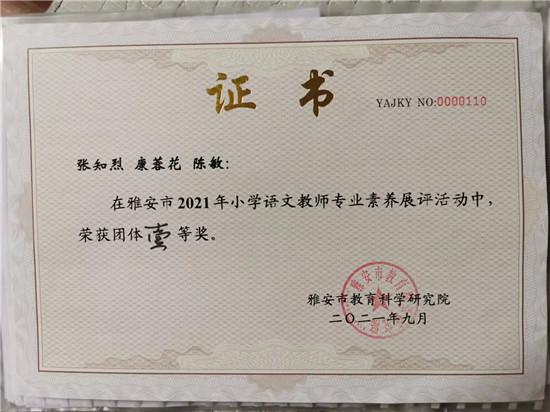 证书
YAJKY NO:0000110
张知烈 康蓉花 陈敏:
在雅安市2021年小学语文教师专业素养展评活动中,
荣获团体壹等奖。
雅安市教育科学研究院
二〇二一年九月